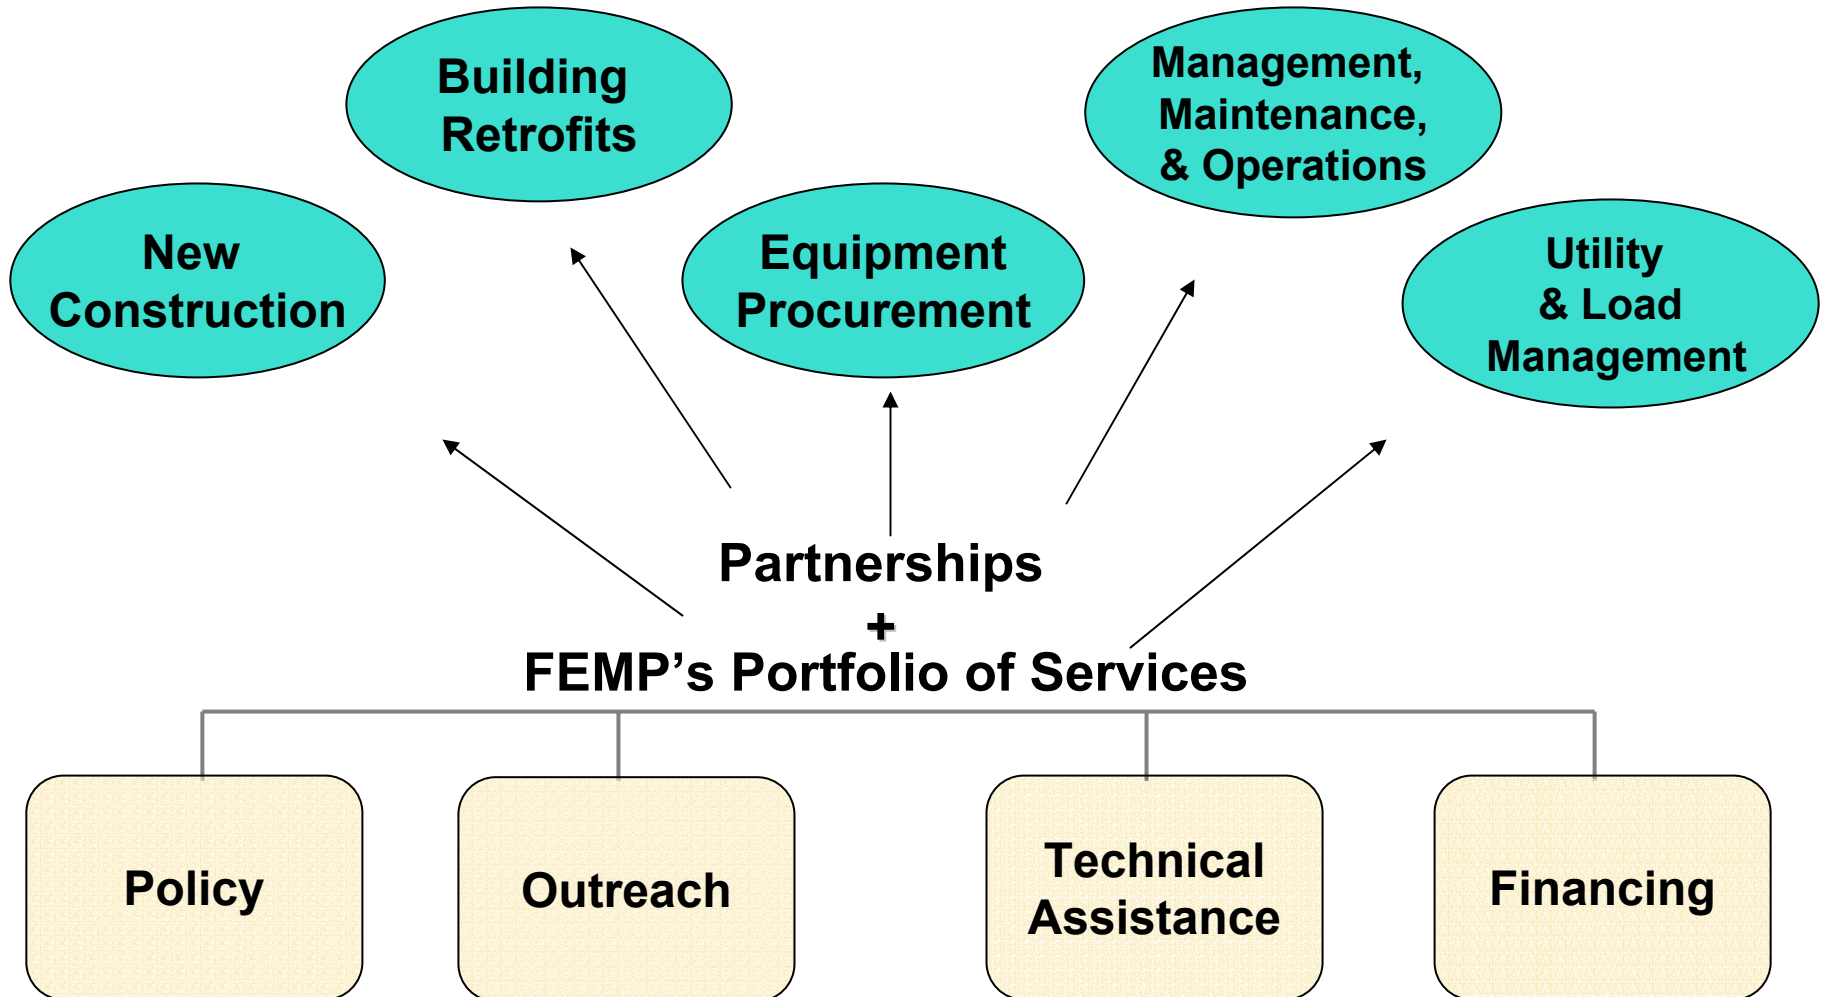 Building
Retrofits
Management,
Maintenance,
& Operations
New
Construction
Equipment
Procurement
Utility
& Load
Management
Partnerships
+
FEMP’s Portfolio of Services
Policy
Outreach
Technical
Assistance
Financing